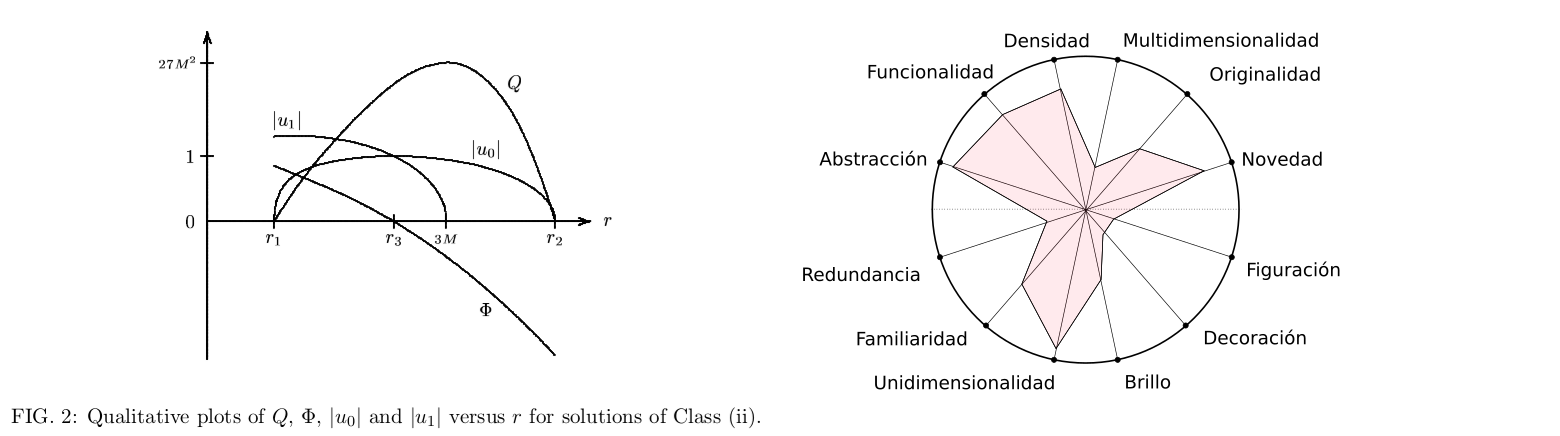 27M²
Q
|u₁|
1
|u₀|
0
r₁
r₃
3M
r₂
r
Φ
FIG. 2: Qualitative plots of Q, Φ, |u₀| and |u₁| versus r for solutions of Class (ii).
Densidad
Multidimensionalidad
Funcionalidad
Originalidad
Abstracción
Novedad
Redundancia
Figuración
Familiaridad
Decoración
Unidimensionalidad
Brillo